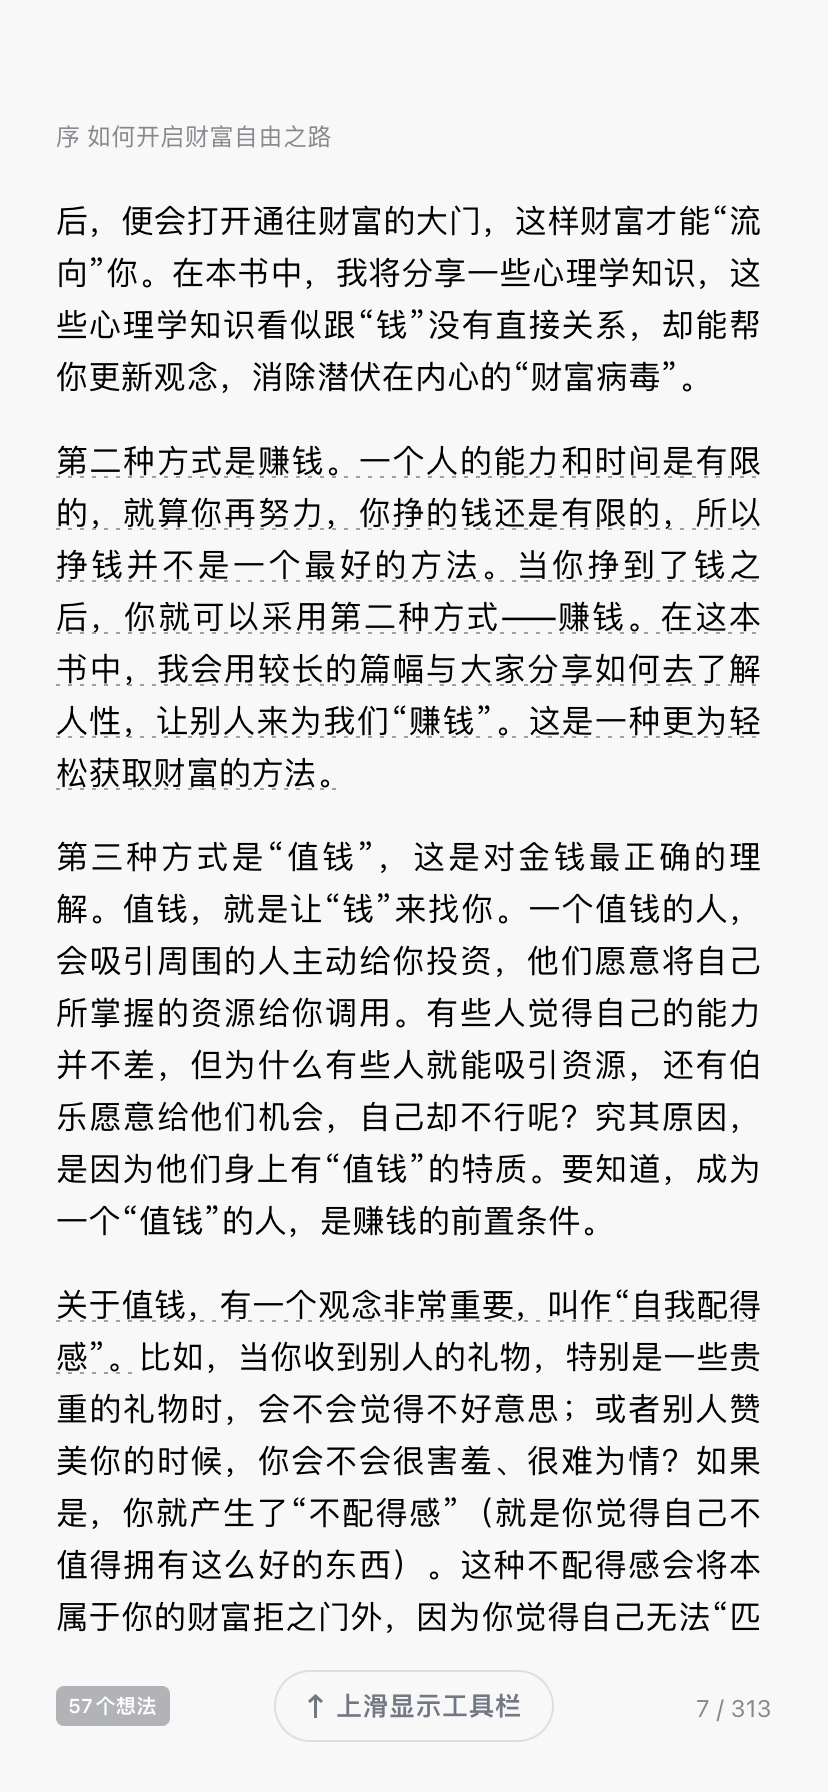 序 如何开启财富自由之路
后，便会打开通往财富的大门，这样财富才能“流
向”你。在本书中，我将分享一些心理学知识，这
些心理学知识看似跟“钱”没有直接关系，却能帮
你更新观念，消除潜伏在内心的“财富病毒”。
第二种方式是赚钱。一个人的能力和时间是有限
的，就算你再努力，你挣的钱还是有限的，所以
挣钱并不是一个最好的方法。当你挣到了钱之
后，你就可以采用第二种方式——赚钱。在这本
书中，我会用较长的篇幅与大家分享如何去了解
人性，让别人来为我们“赚钱”。这是一种更为轻
松获取财富的方法。
第三种方式是“值钱”，这是对金钱最正确的理
解。值钱，就是让“钱”来找你。一个值钱的人，
会吸引周围的人主动给你投资，他们愿意将自己
所掌握的资源给你调用。有些人觉得自己的能力
并不差，但为什么有些人就能吸引资源，还有伯
乐愿意给他们机会，自己却不行呢？究其原因，
是因为他们身上有“值钱”的特质。要知道，成为
一个“值钱”的人，是赚钱的前置条件。
关于值钱，有一个观念非常重要，叫作“自我配得
感”。比如，当你收到别人的礼物，特别是一些贵
重的礼物时，会不会觉得不好意思；或者别人赞
美你的时候，你会不会很害羞、很难为情？如果
是，你就产生了“不配得感”（就是你觉得自己不
值得拥有这么好的东西）。这种不配得感会将本
属于你的财富拒之门外，因为你觉得自己无法“匹
57个想法
↑ 上滑显示工具栏
7 / 313